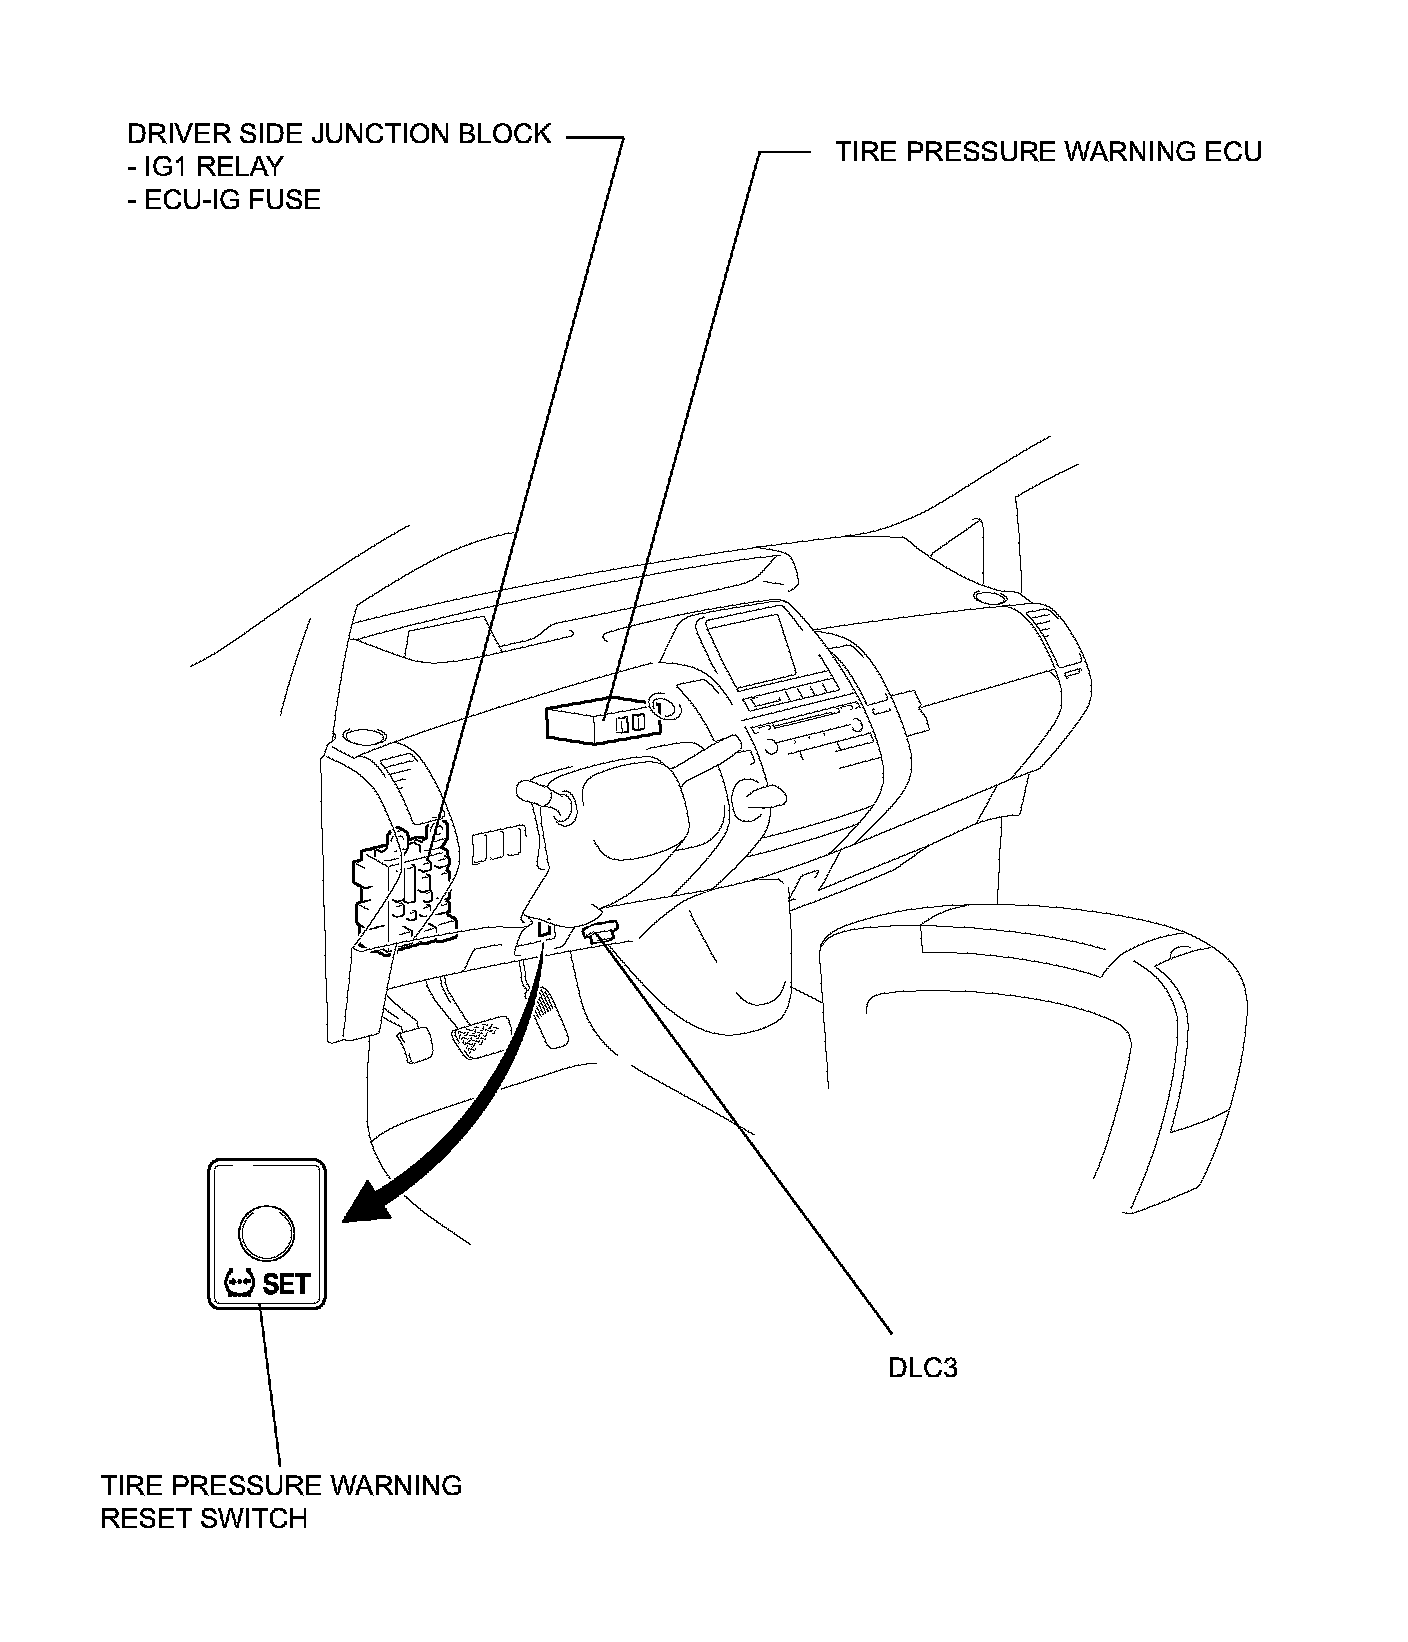 DRIVER SIDE JUNCTION BLOCK
- IG1 RELAY
- ECU-IG FUSE
TIRE PRESSURE WARNING ECU
SET
DLC3
TIRE PRESSURE WARNING
RESET SWITCH